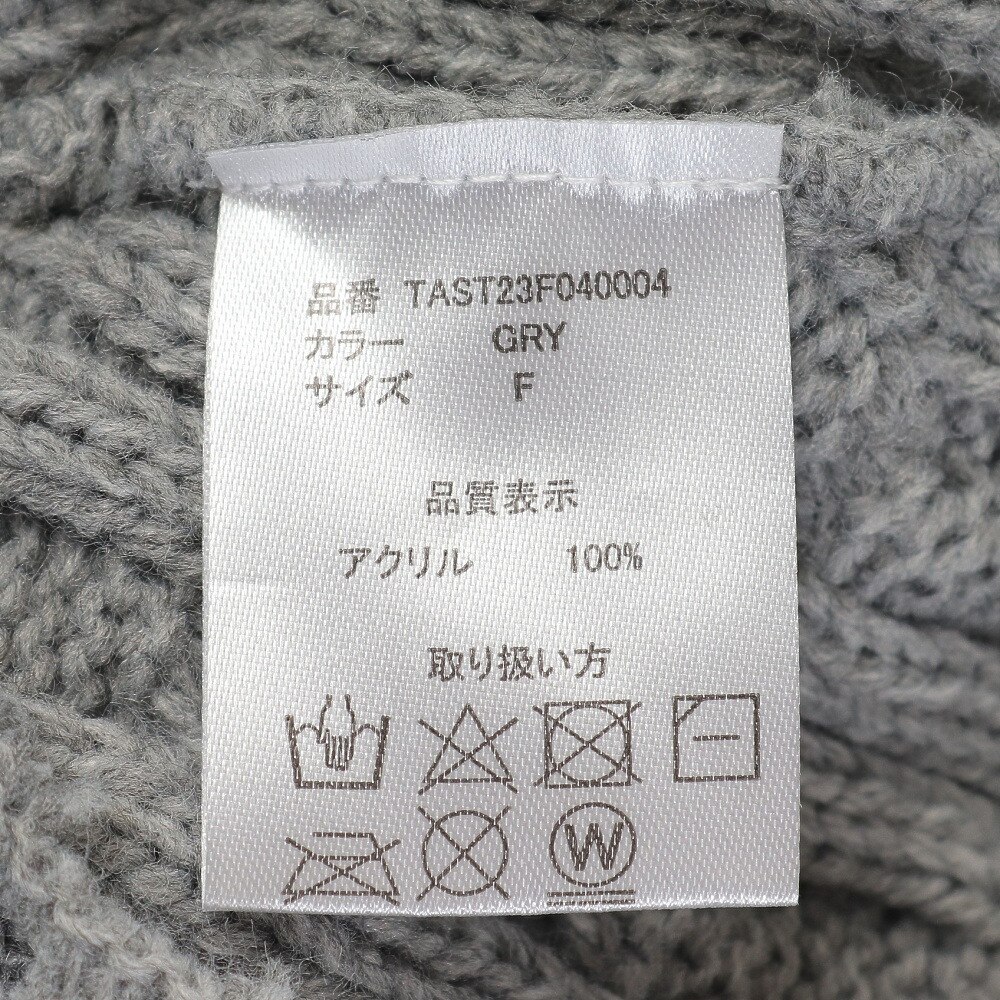 品番 TAST23F040004
カラー GRY
サイズ F
品質表示
アクリル 100%
取り扱い方
W